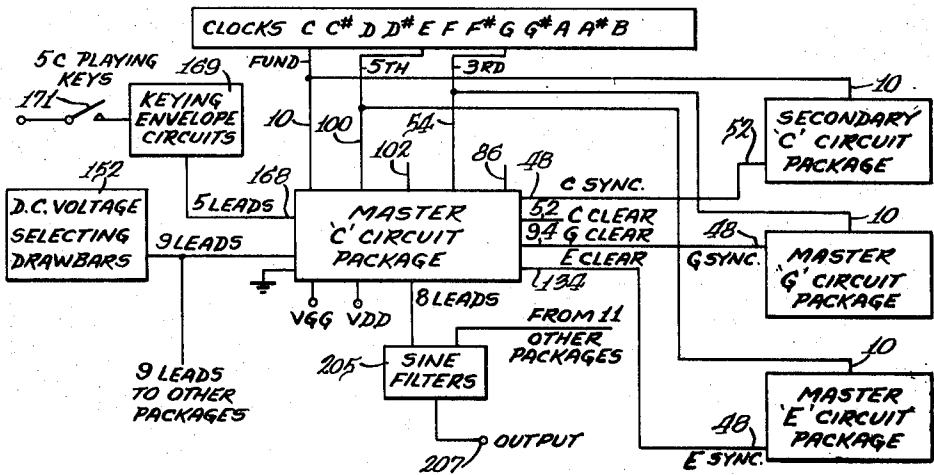 CLOCKS C C# D D# E F F# G G# A A# B
FUND
5TH
3RD
5 C PLAYING
KEYS
171
169
KEYING
ENVELOPE
CIRCUITS
10
100
54
102
86
48
10
SECONDARY
'C' CIRCUIT
PACKAGE
52
152
D.C. VOLTAGE
SELECTING
DRAWBARS
5 LEADS
168
9 LEADS
MASTER
'C' CIRCUIT
PACKAGE
C SYNC.
52
C CLEAR
94
G CLEAR
E CLEAR
134
48
G SYNC.
10
MASTER
'G' CIRCUIT
PACKAGE
VGG
VDD
8 LEADS
FROM 11
OTHER
PACKAGES
205
SINE
FILTERS
9 LEADS
TO OTHER
PACKAGES
OUTPUT
207
10
MASTER
'E' CIRCUIT
PACKAGE
48
E SYNC.